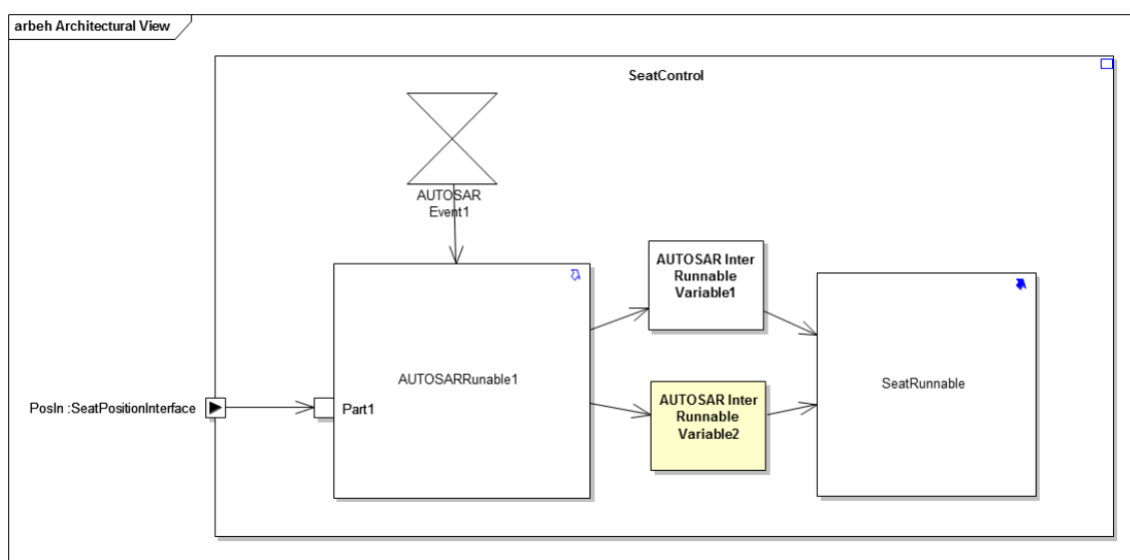 arbeh Architectural View
SeatControl
AUTOSAR
Event1
AUTOSAR Inter
Runnable
Variable1
AUTOSARRunable1
SeatRunnable
PosIn :SeatPositionInterface
Part1
AUTOSAR Inter
Runnable
Variable2